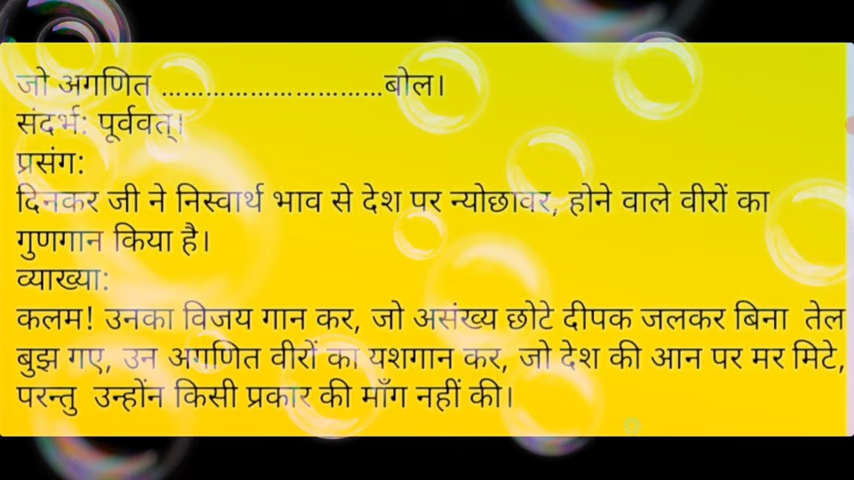 जो अगणित ..............................बोल।
संदर्भ: पूर्ववत्।
प्रसंग:
दिनकर जी ने निस्वार्थ भाव से देश पर न्योछावर, होने वाले वीरों का
गुणगान किया है।
व्याख्या:
कलम! उनका विजय गान कर, जो असंख्य छोटे दीपक जलकर बिना तेल
बुझ गए, उन अगणित वीरों का यशगान कर, जो देश की आन पर मर मिटे,
परन्तु उन्होंन किसी प्रकार की माँग नहीं की।